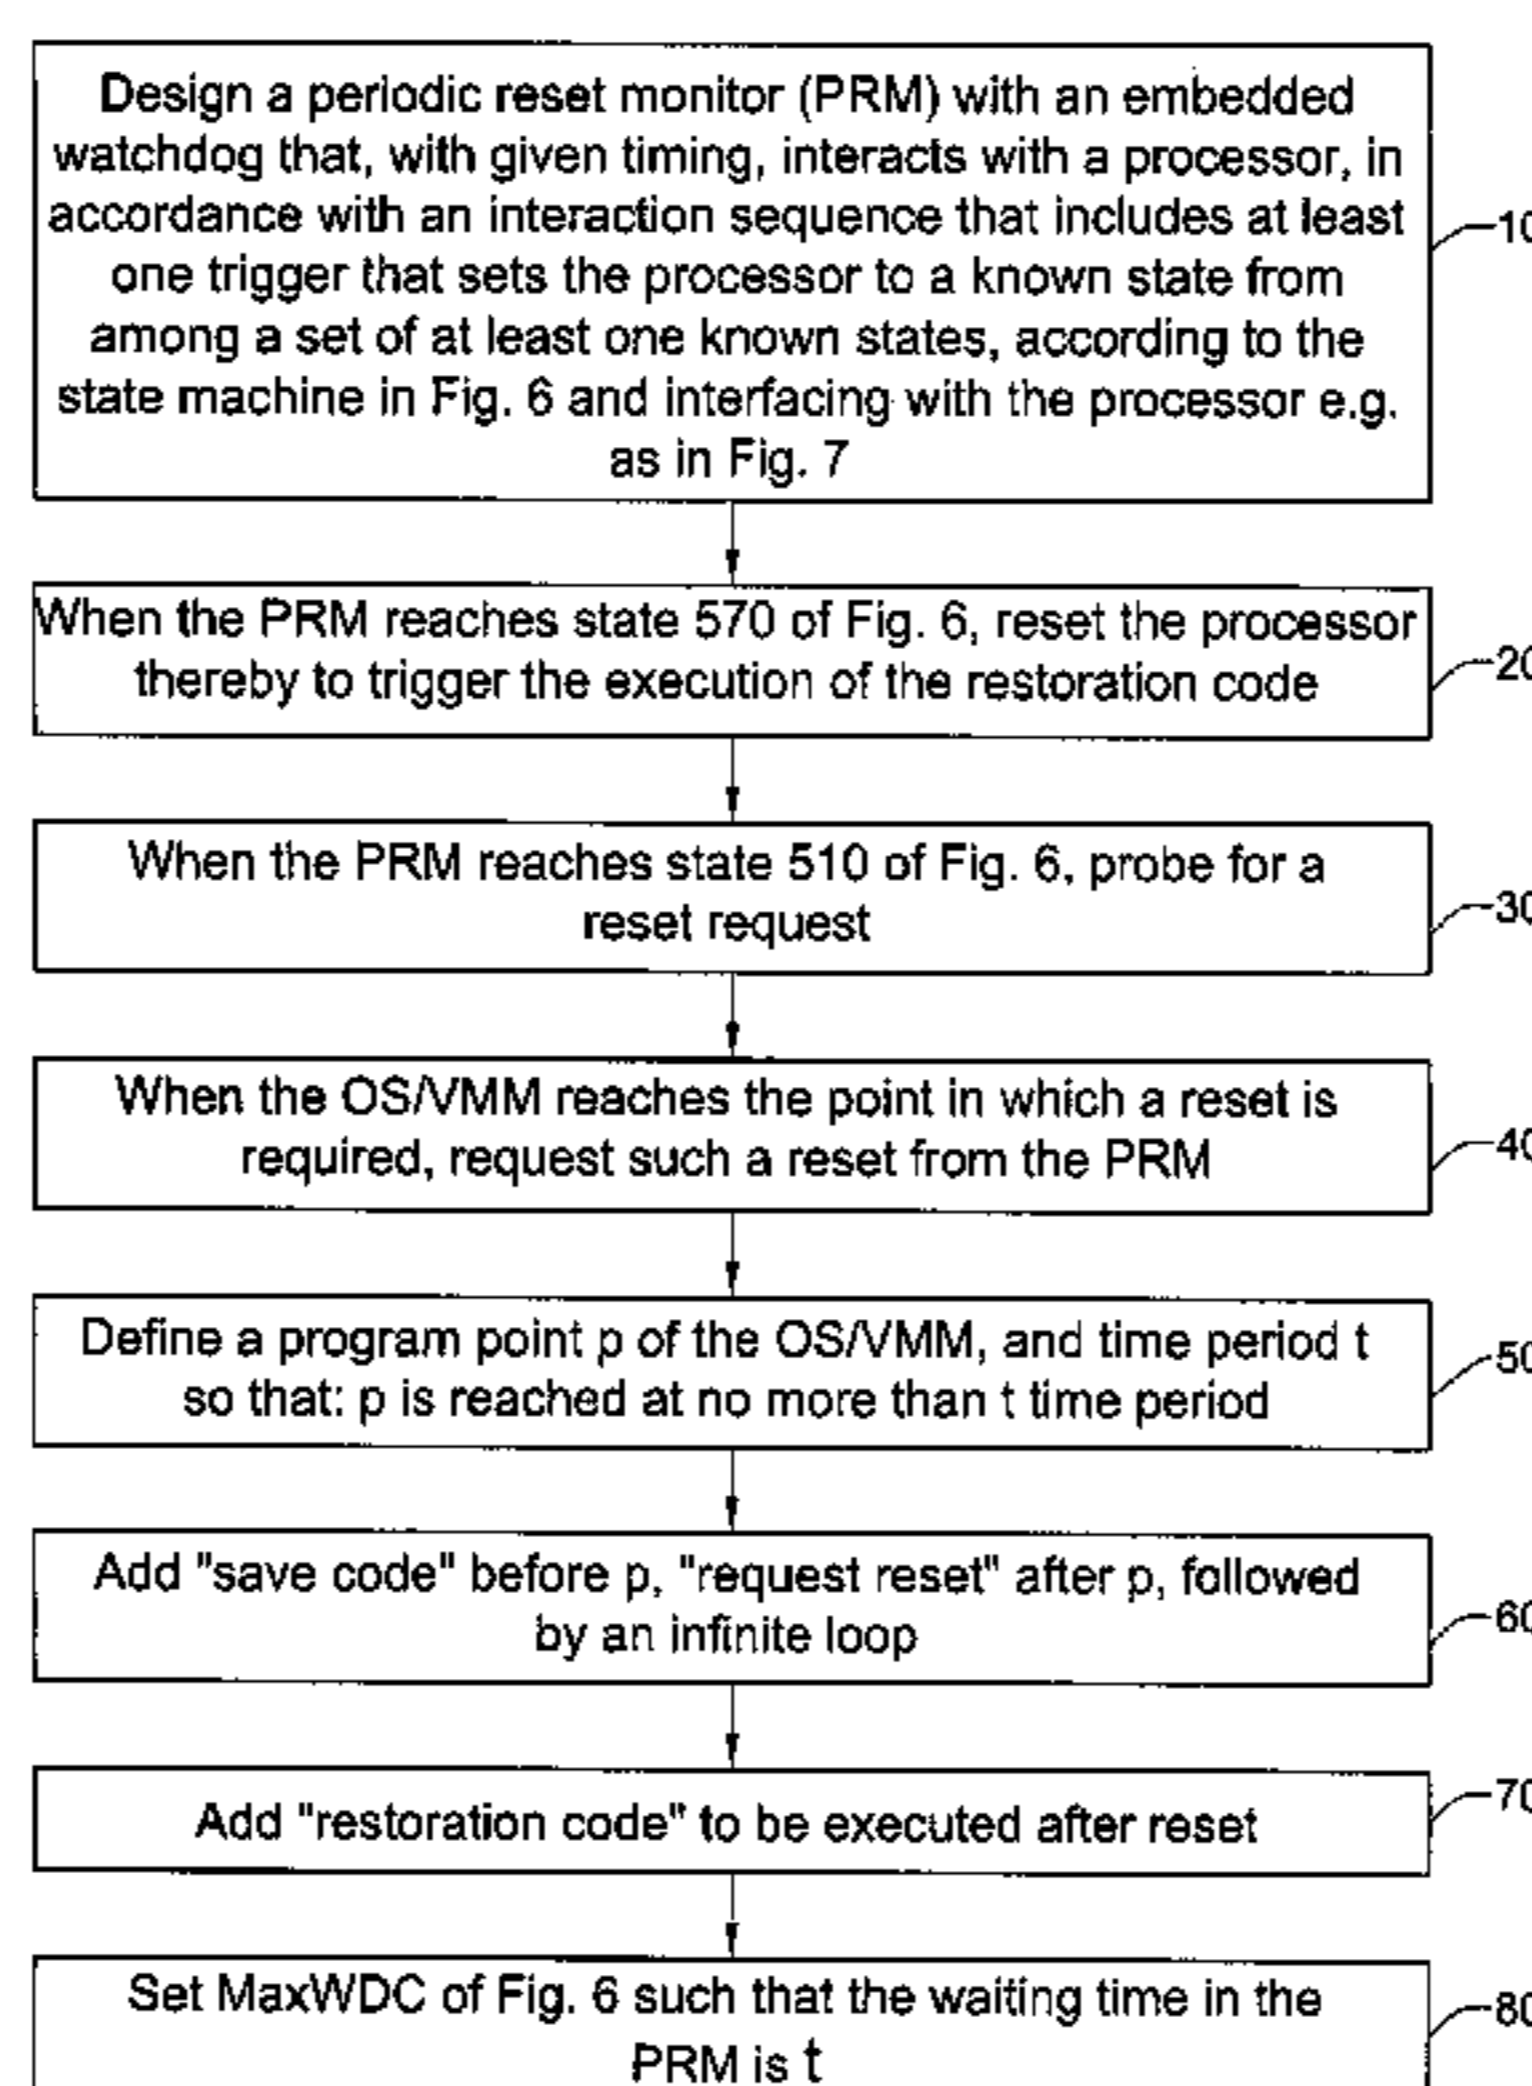 Design a periodic reset monitor (PRM) with an embedded
watchdog that, with given timing, interacts with a processor, in
accordance with an interaction sequence that includes at least
one trigger that sets the processor to a known state from
among a set of at least one known states, according to the
state machine in Fig. 6 and interfacing with the processor e.g.
as in Fig. 7
10
When the PRM reaches state 570 of Fig. 6, reset the processor
thereby to trigger the execution of the restoration code
20
When the PRM reaches state 510 of Fig. 6, probe for a
reset request
30
When the OS/VMM reaches the point in which a reset is
required, request such a reset from the PRM
40
Define a program point p of the OS/VMM, and time period t
so that: p is reached at no more than t time period
50
Add "save code" before p, "request reset" after p, followed
by an infinite loop
60
Add "restoration code" to be executed after reset
70
Set MaxWDC of Fig. 6 such that the waiting time in the
PRM is t
80